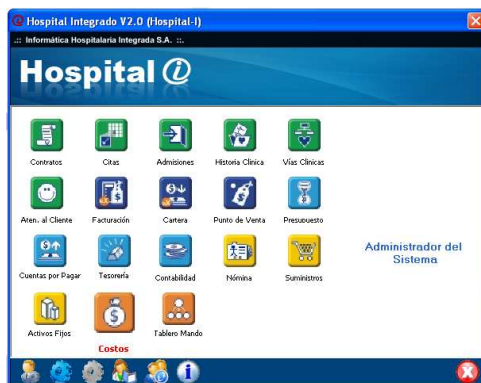 Hospital Integrado V2.0 (Hospital-I)
.:: Informática Hospitalaria Integrada S.A. ::.
Hospital i
Contratos Citas Admisiones Historia Clinica Vías Clinicas
Aten. al Cliente Facturación Cartera Punto de Venta Presupuesto
Cuentas por Pagar Tesorería Contabilidad Nómina Suministros
Administrador del
Sistema
Activos Fijos Costos Tablero Mando